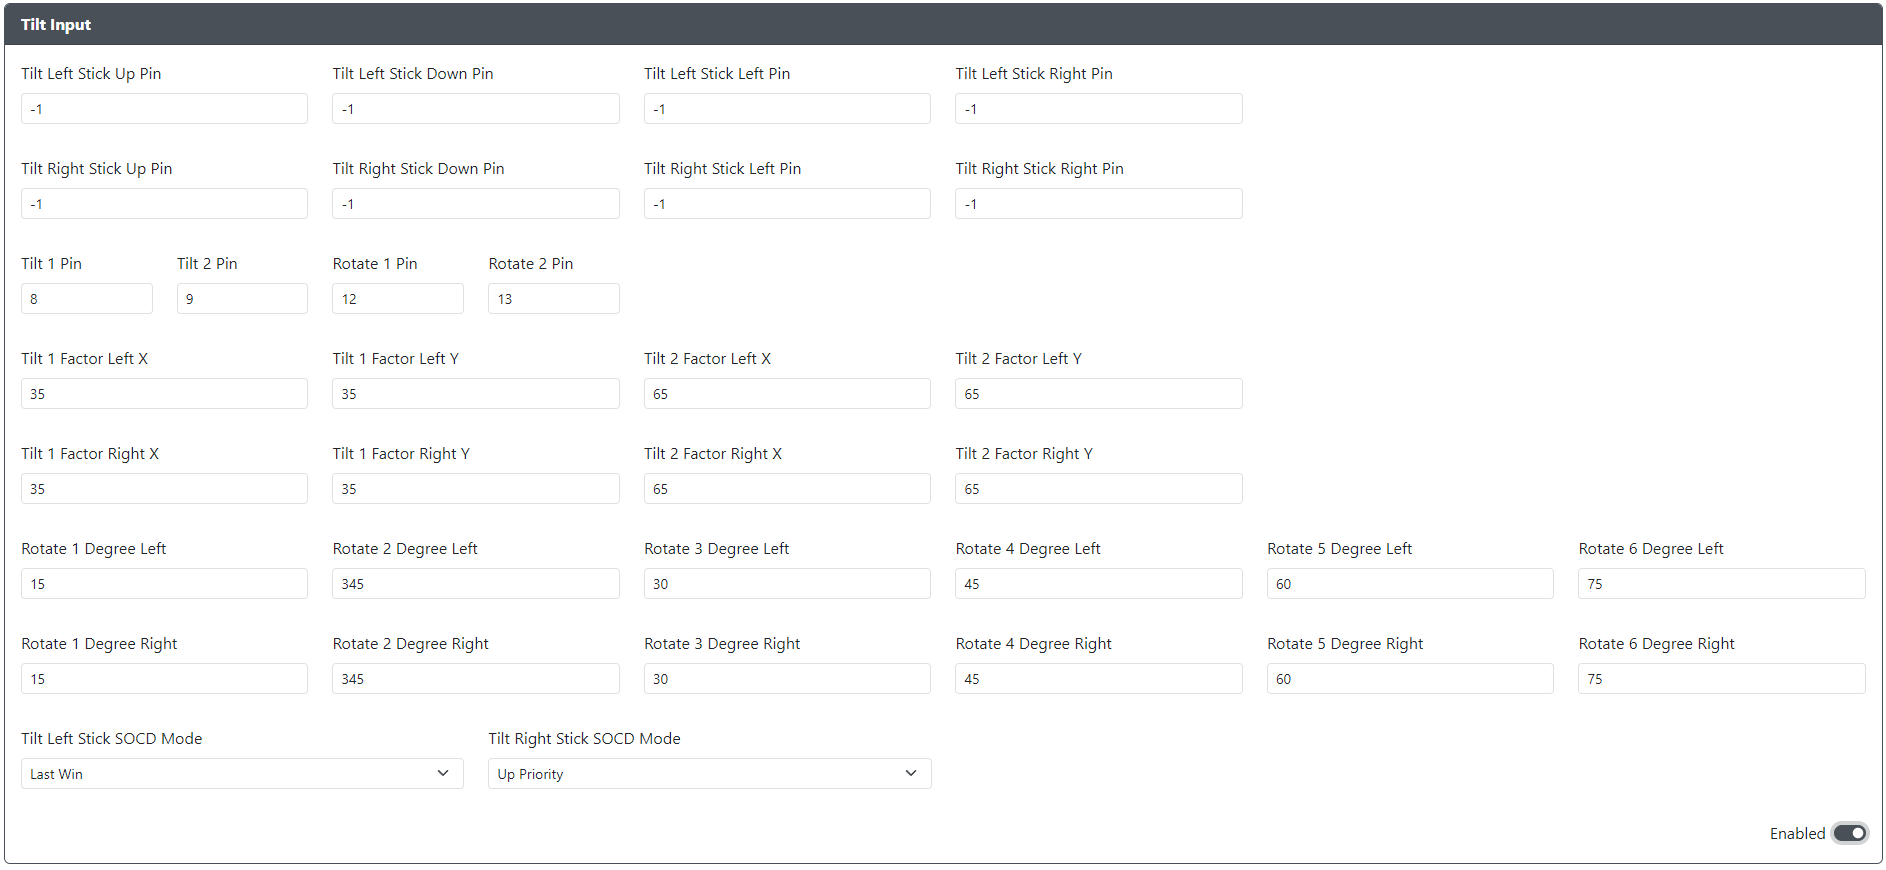 Tilt Input
Tilt Left Stick Up Pin Tilt Left Stick Down Pin Tilt Left Stick Left Pin Tilt Left Stick Right Pin
-1 -1 -1 -1
Tilt Right Stick Up Pin Tilt Right Stick Down Pin Tilt Right Stick Left Pin Tilt Right Stick Right Pin
-1 -1 -1 -1
Tilt 1 Pin Tilt 2 Pin Rotate 1 Pin Rotate 2 Pin
8 9 12 13
Tilt 1 Factor Left X Tilt 1 Factor Left Y Tilt 2 Factor Left X Tilt 2 Factor Left Y
35 35 65 65
Tilt 1 Factor Right X Tilt 1 Factor Right Y Tilt 2 Factor Right X Tilt 2 Factor Right Y
35 35 65 65
Rotate 1 Degree Left Rotate 2 Degree Left Rotate 3 Degree Left Rotate 4 Degree Left Rotate 5 Degree Left Rotate 6 Degree Left
15 345 30 45 60 75
Rotate 1 Degree Right Rotate 2 Degree Right Rotate 3 Degree Right Rotate 4 Degree Right Rotate 5 Degree Right Rotate 6 Degree Right
15 345 30 45 60 75
Tilt Left Stick SOCD Mode Tilt Right Stick SOCD Mode
Last Win Up Priority
Enabled